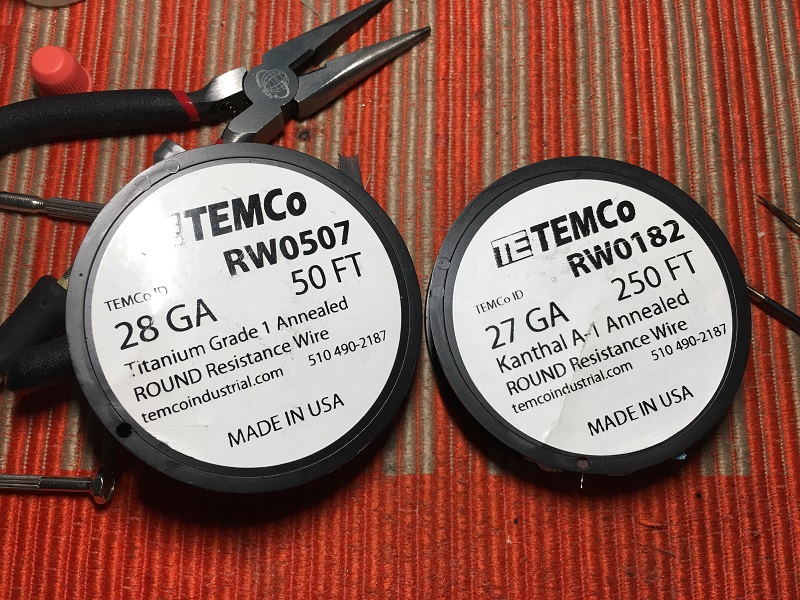 TEMCo
RW0507
TEMCo ID
50 FT
28 GA
Titanium Grade 1 Annealed
ROUND Resistance Wire
510 490-2187
temcoindustrial.com
MADE IN USA
TE TEMCo
RW0182
TEMCo ID
250 FT
27 GA
Kanthal A-1 Annealed
ROUND Resistance Wire
510 490-2187
temcoindustrial.com
MADE IN USA